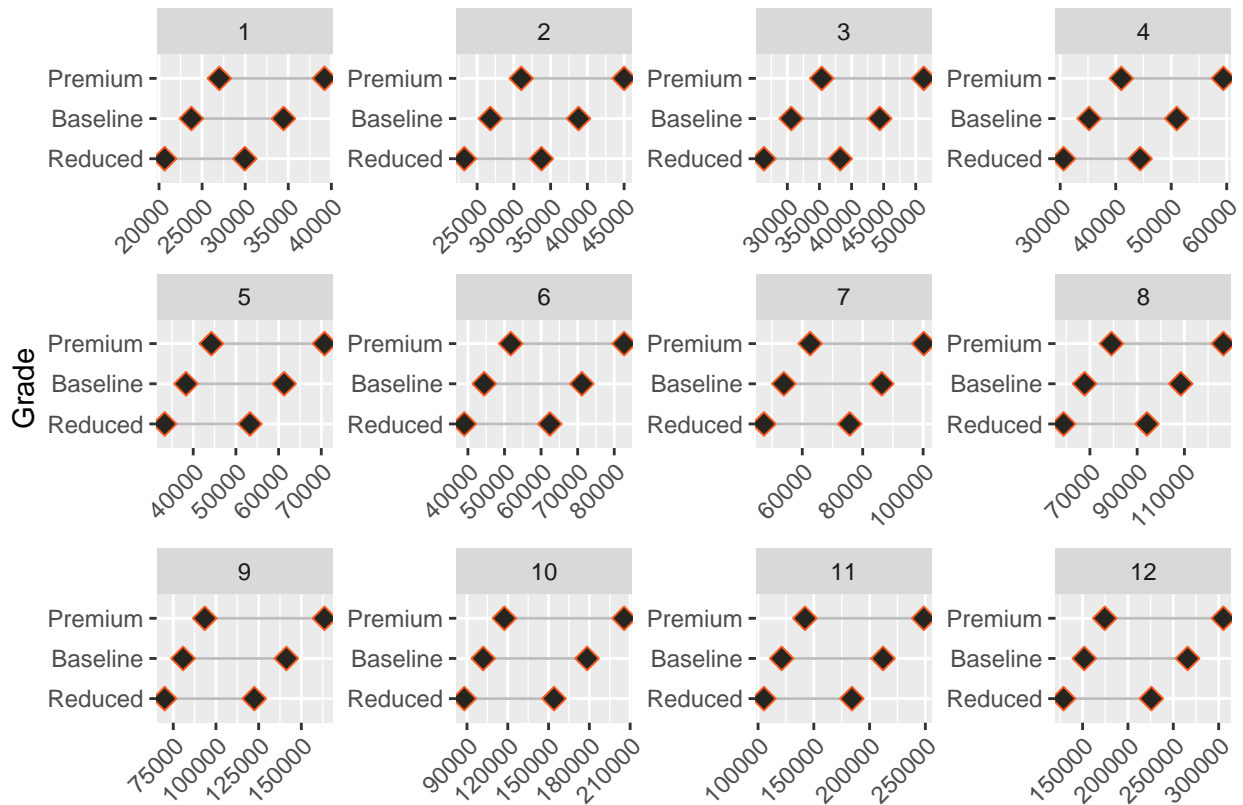 1 2 3 4
Premium Premium Premium Premium
Baseline Baseline Baseline Baseline
Reduced Reduced Reduced Reduced
20000 25000 30000 35000 40000 25000 30000 35000 40000 45000 30000 35000 40000 45000 50000 30000 40000 50000 60000
5 6 7 8
Premium Premium Premium Premium
Baseline Baseline Baseline Baseline
Reduced Reduced Reduced Reduced
40000 50000 60000 70000 40000 50000 60000 70000 80000 60000 80000 100000 70000 90000 110000
Grade
9 10 11 12
Premium Premium Premium Premium
Baseline Baseline Baseline Baseline
Reduced Reduced Reduced Reduced
75000 100000 125000 150000 90000 120000 150000 180000 210000 100000 150000 200000 250000 150000 200000 250000 300000